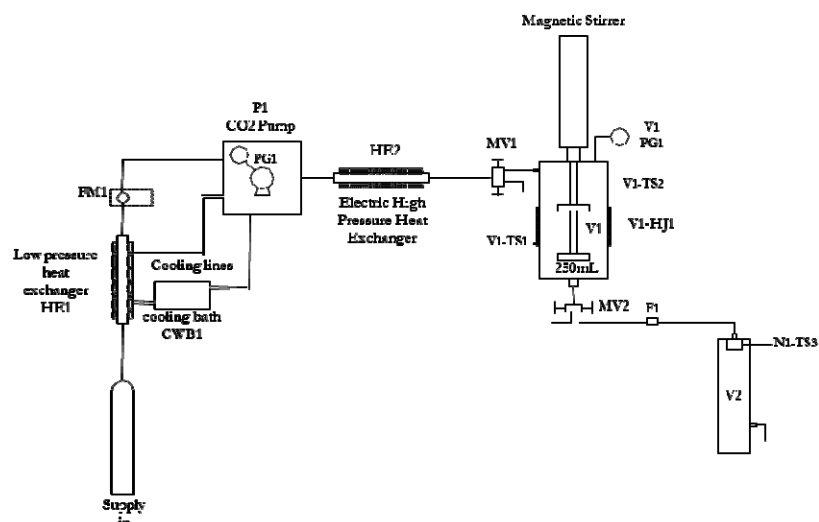 Magnetic Stirrer
P1
CO2 Pump
PG1
HE2
Electric High
Pressure Heat
Exchanger
MV1
V1
PG1
V1-TS2
V1-HJ1
V1
V1-TS1
250mL
FM1
Low pressure
heat
exchanger
HE1
Cooling lines
cooling bath
CWB1
MV2
F1
N1-TS3
V2
Supply
in